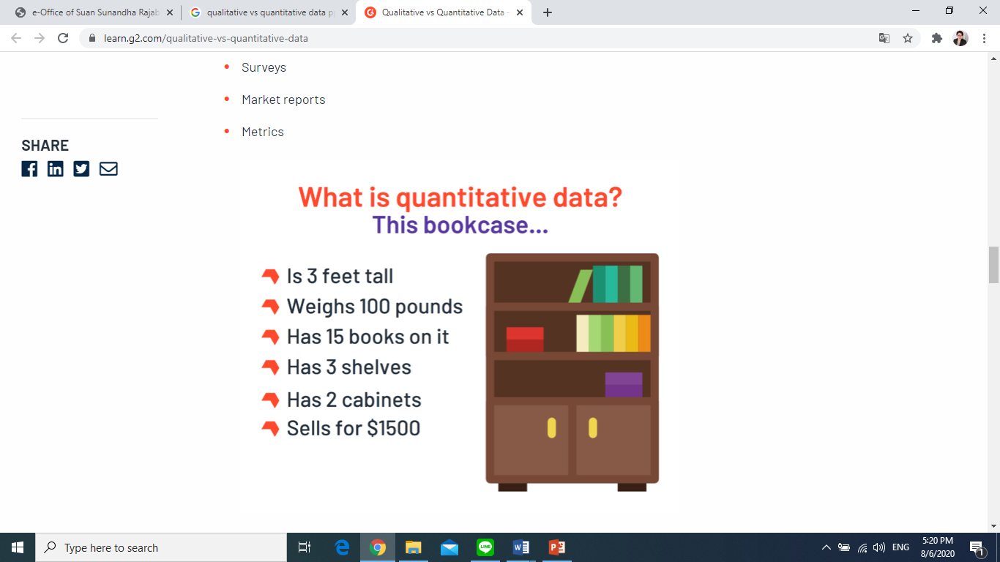 e-Office of Suan Sunandha Rajab
qualitative vs quantitative data pp
Qualitative vs Quantitative Data -
learn.g2.com/qualitative-vs-quantitative-data
• Surveys
• Market reports
• Metrics
SHARE
What is quantitative data?
This bookcase...
Is 3 feet tall
Weighs 100 pounds
Has 15 books on it
Has 3 shelves
Has 2 cabinets
Sells for $1500
Type here to search
ENG
5:20 PM
8/6/2020
1